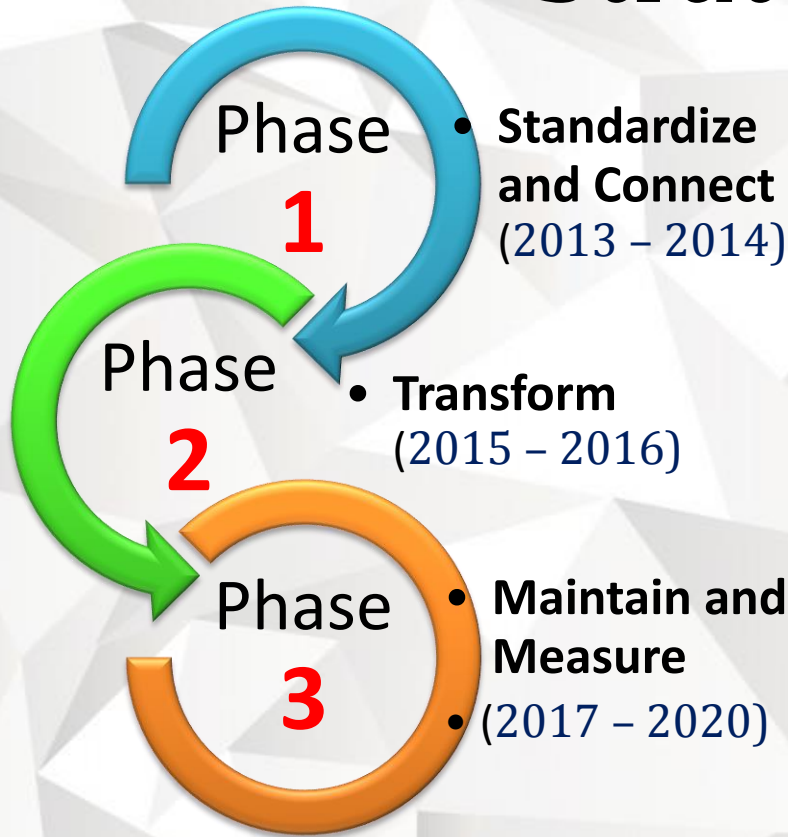 Phase
1
• Standardize
and Connect
(2013 – 2014)
Phase
2
• Transform
(2015 – 2016)
Phase
3
• Maintain and
Measure
• (2017 – 2020)